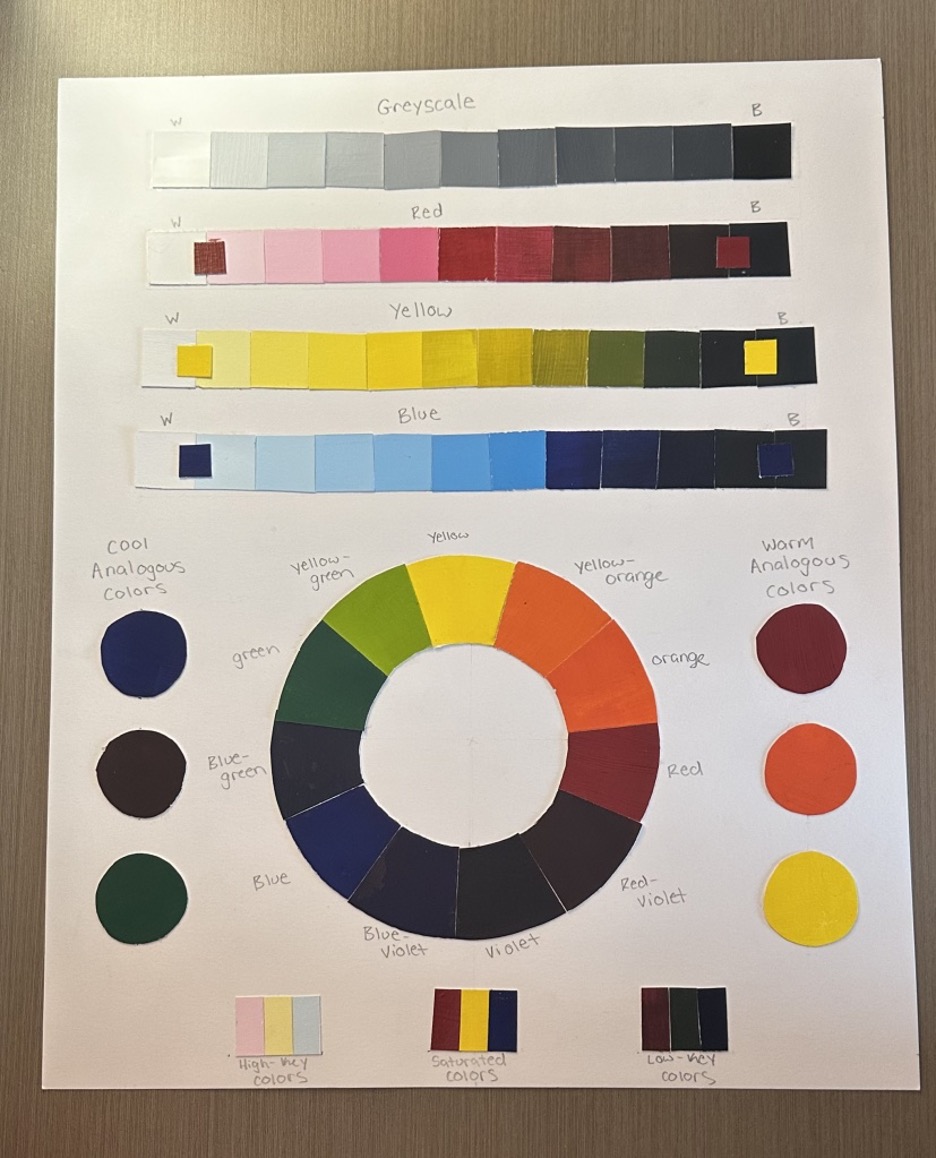 Greyscale
W
B
Red
W
B
Yellow
W
B
Blue
W
B
Cool
Analogous
Colors
Warm
Analogous
Colors
Yellow
Yellow-
orange
orange
Red
Red-
violet
Violet
Blue-
Violet
Blue
Blue-
green
green
Yellow-
green
High-Key
Colors
Saturated
Colors
Low-Key
Colors